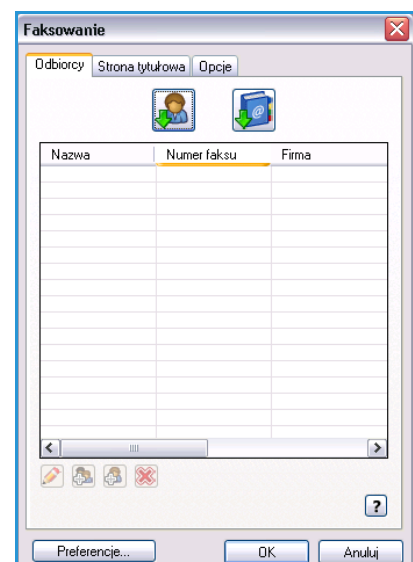 Faksowanie
Odbiorcy Strona tytułowa Opcje
Nazwa Numer faksu Firma
?
Preferencje... OK Anuluj